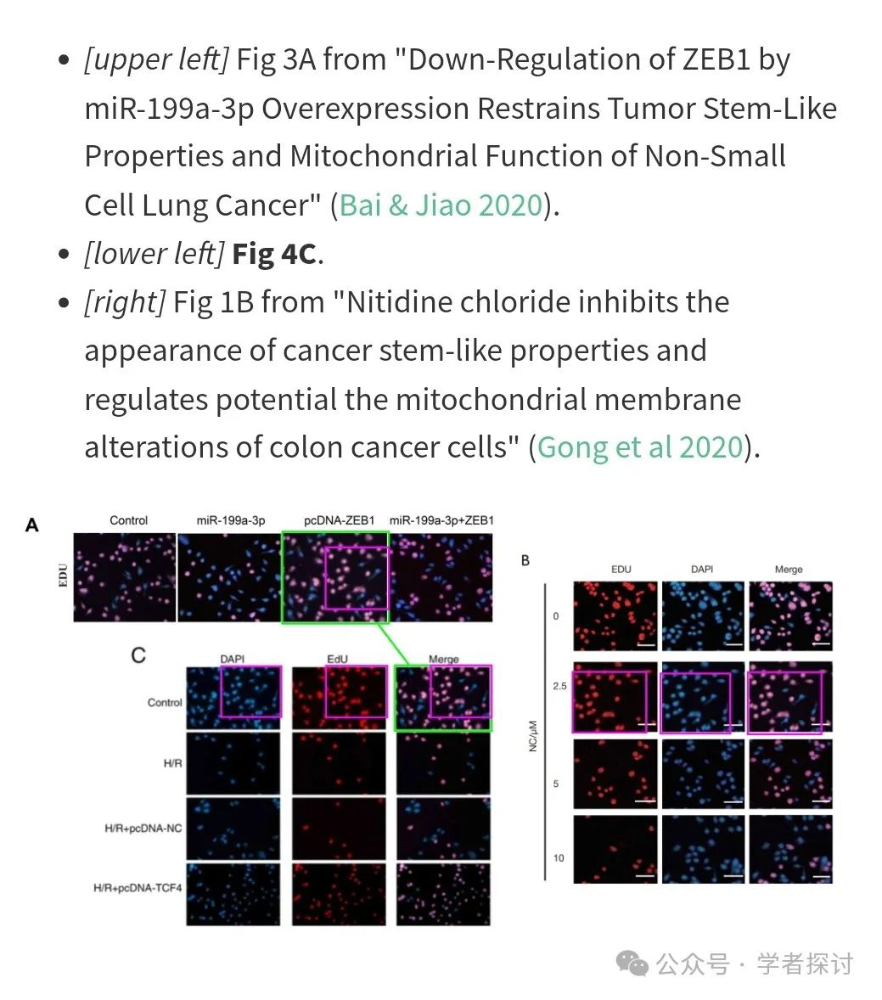 • [upper left] Fig 3A from "Down-Regulation of ZEB1 by
miR-199a-3p Overexpression Restrains Tumor Stem-Like
Properties and Mitochondrial Function of Non-Small
Cell Lung Cancer" (Bai & Jiao 2020).
• [lower left] Fig 4C.
• [right] Fig 1B from "Nitidine chloride inhibits the
appearance of cancer stem-like properties and
regulates potential the mitochondrial membrane
alterations of colon cancer cells" (Gong et al 2020).
A
Control miR-199a-3p pcDNA-ZEB1 miR-199a-3p+ZEB1
EDU
C
DAPI EdU Merge
Control
H/R
H/R+pcDNA-NC
H/R+pcDNA-TCF4
B
EDU DAPI Merge
NC/μM
0
2.5
5
10
公众号 · 学者探讨